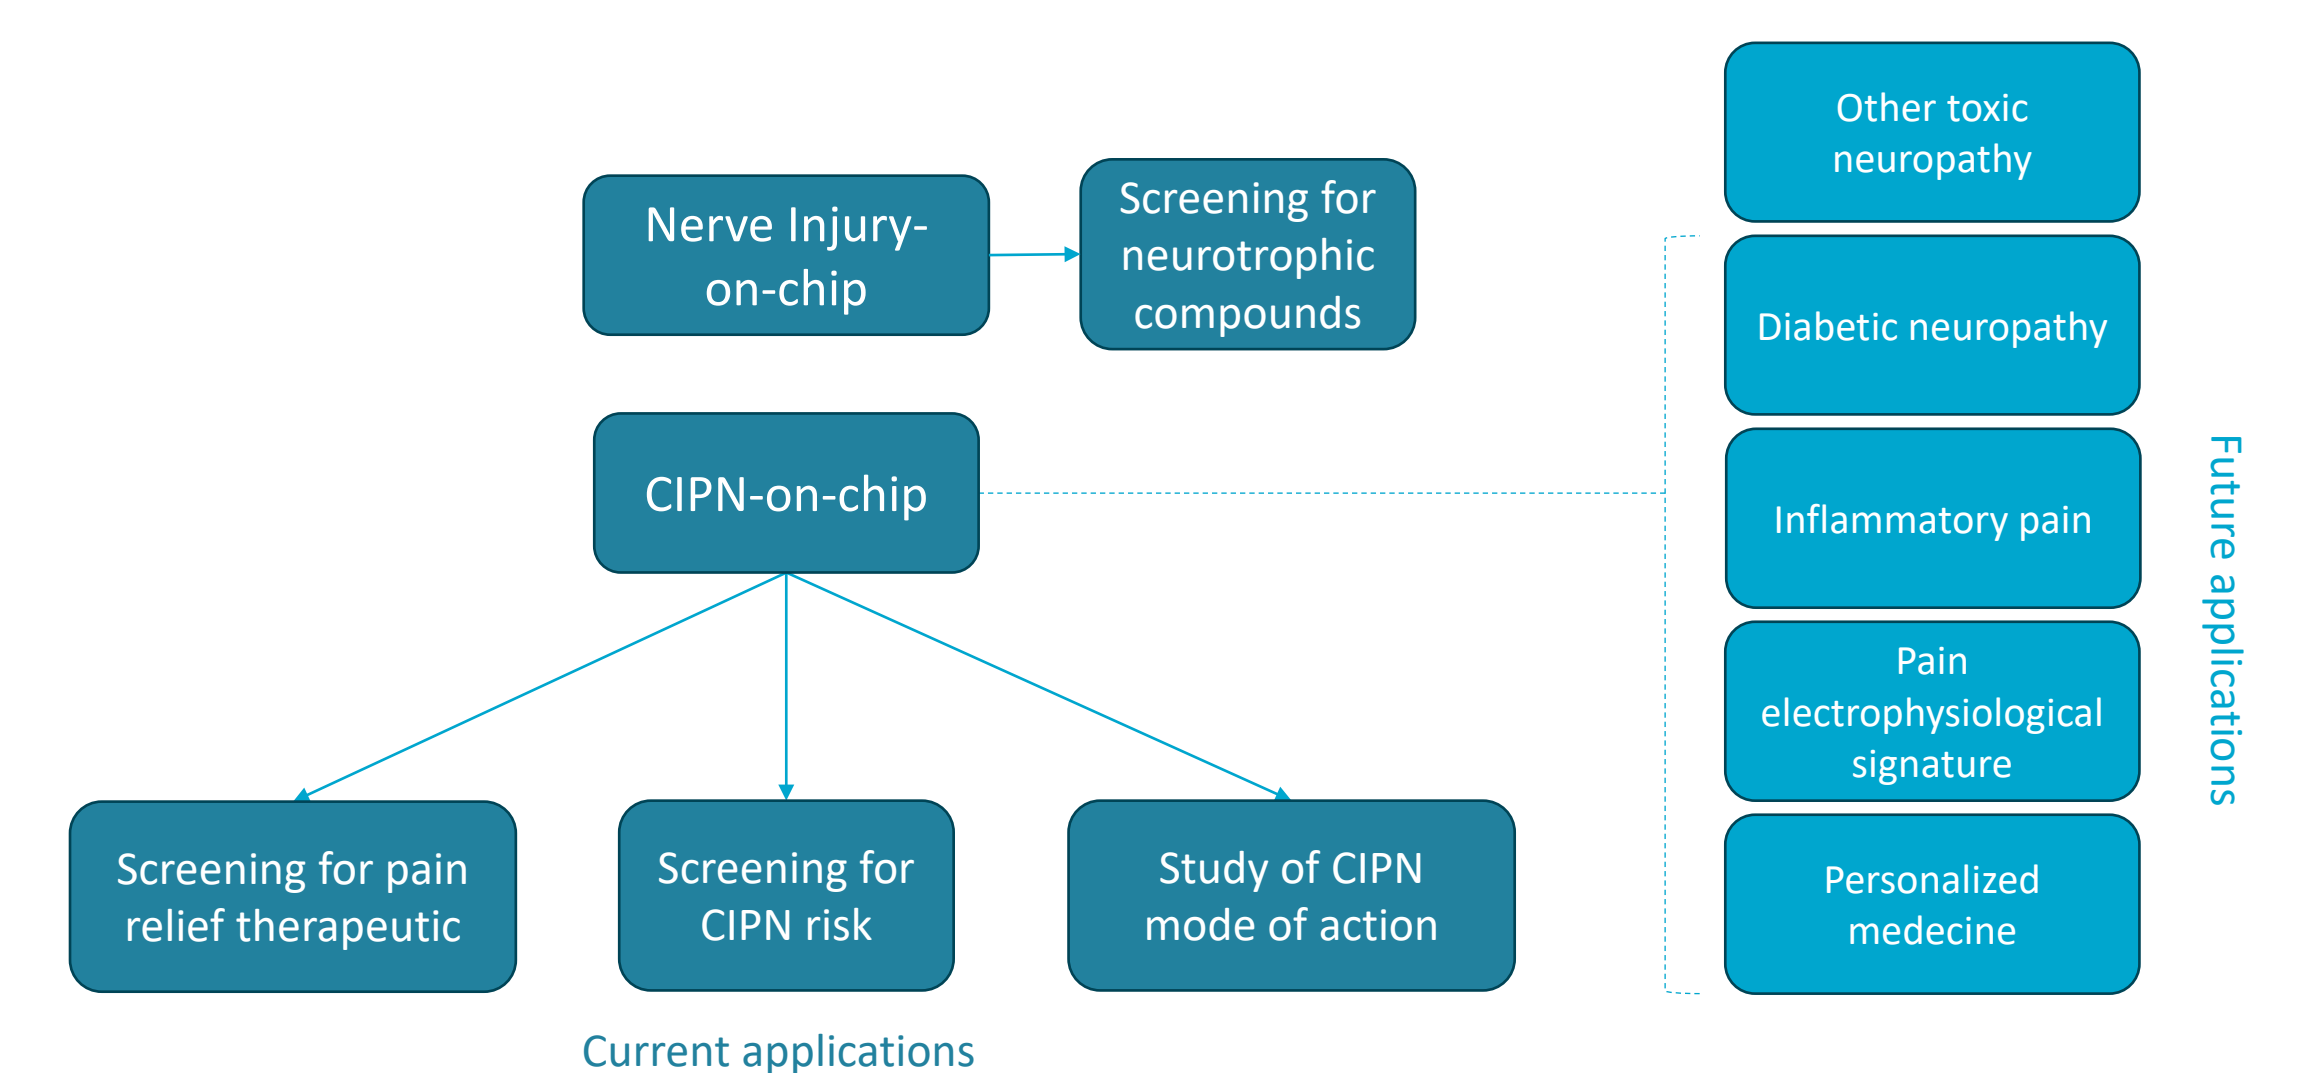 Nerve Injury-
on-chip
Screening for
neurotrophic
compounds
CIPN-on-chip
Screening for pain
relief therapeutic
Screening for
CIPN risk
Study of CIPN
mode of action
Current applications
Other toxic
neuropathy
Diabetic neuropathy
Inflammatory pain
Pain
electrophysiological
signature
Personalized
medecine
Future applications